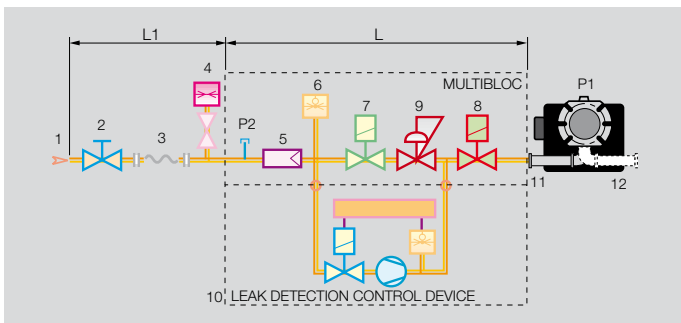 L1 L
4 6 MULTIBLOC P1
2 7 9 8
1 3 P2 5
11 12
10 LEAK DETECTION CONTROL DEVICE